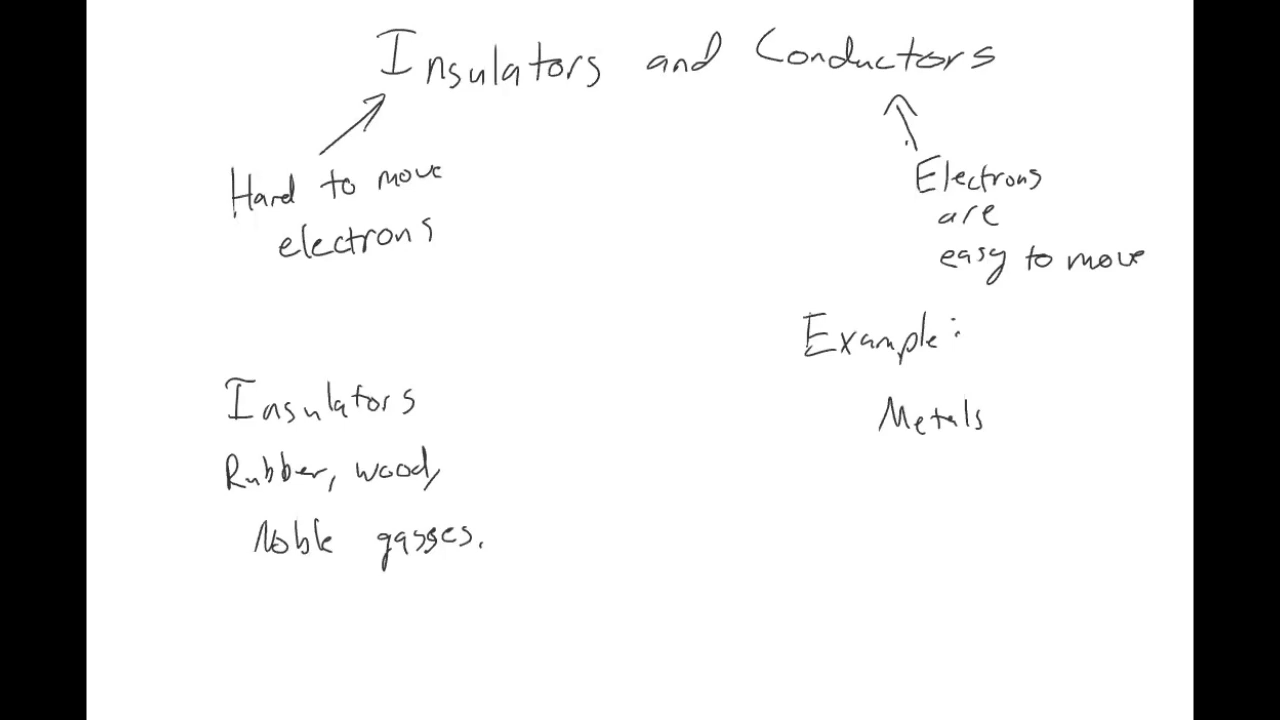 Insulators and Conductors
Hard to move
electrons
Electrons
are
easy to move
Example:
Metals
Insulators
Rubber, wood,
Noble gasses.